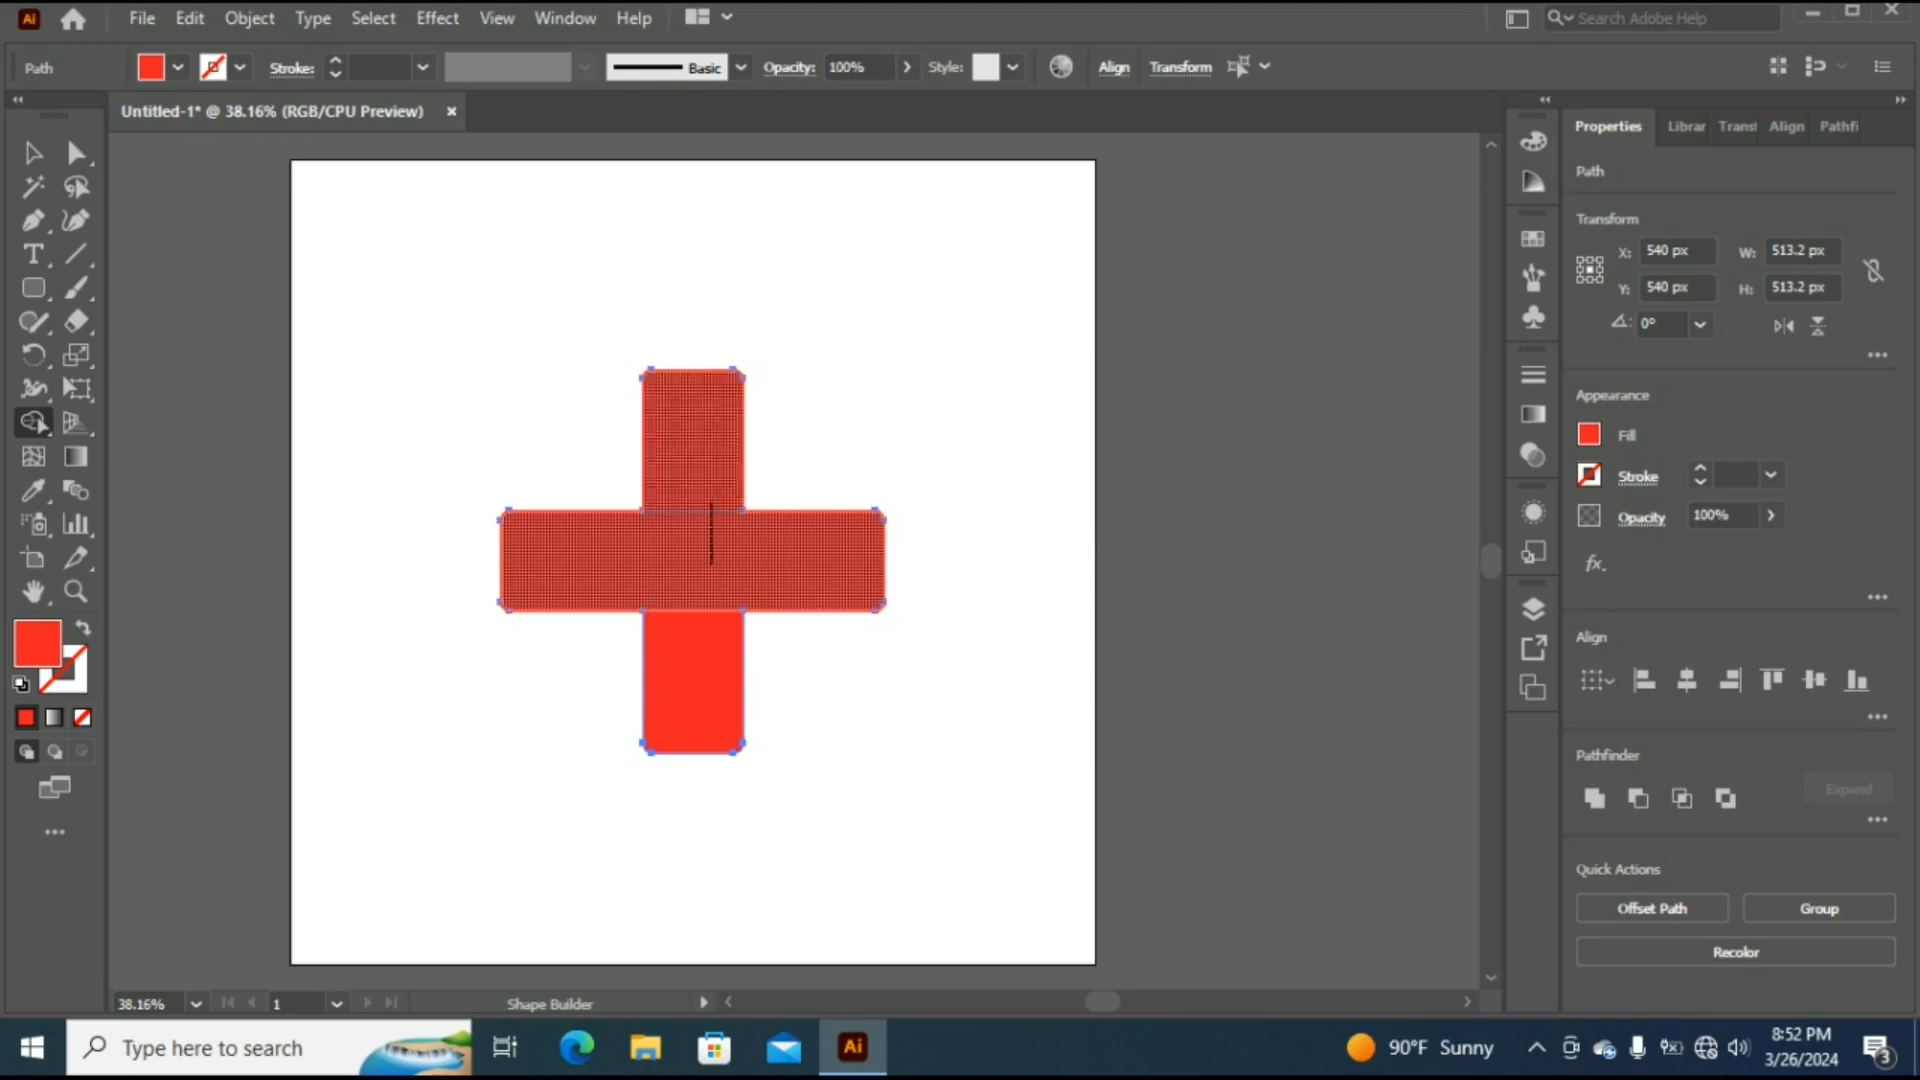 Ai File Edit Object Type Select Effect View Window Help Search Adobe Help
Path Stroke: Basic Opacity: 100% Style: Align Transform
Untitled-1* @ 38.16% (RGB/CPU Preview) ×
Properties Librar Transf Align Pathfi
Path
Transform
X: 540 px W: 513.2 px
Y: 540 px H: 513.2 px
0°
Appearance
Fill
Stroke
Opacity 100%
fx.
Align
Pathfinder
Expand
Quick Actions
Offset Path Group
Recolor
38.16% 1 Shape Builder
Type here to search Ai 90°F Sunny 8:52 PM
3/26/2024 3